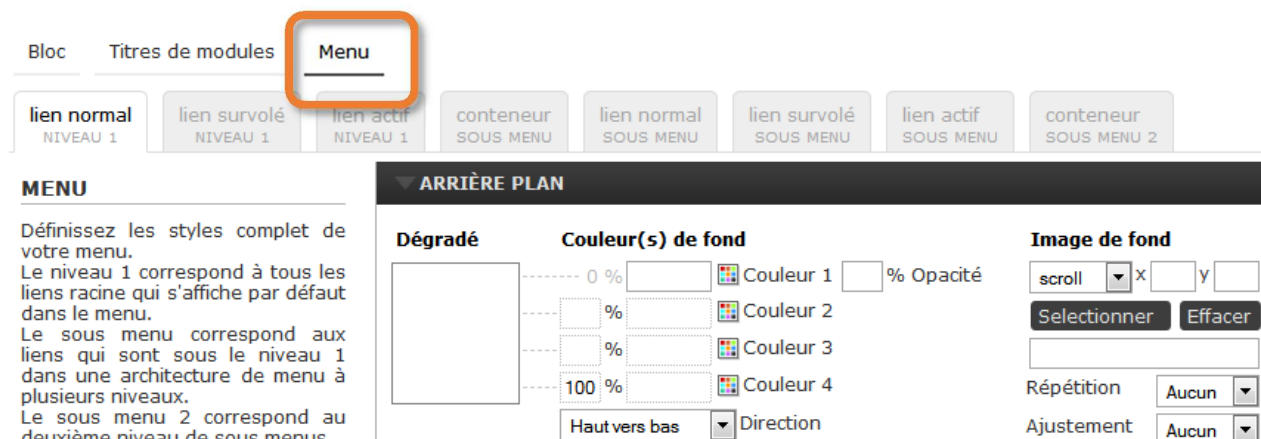 Bloc Titres de modules Menu
lien normal lien survolé lien actif conteneur lien normal lien survolé lien actif conteneur
NIVEAU 1 NIVEAU 1 NIVEAU 1 SOUS MENU SOUS MENU SOUS MENU SOUS MENU SOUS MENU 2
MENU
Définissez les styles complet de
votre menu.
Le niveau 1 correspond à tous les
liens racine qui s'affiche par défaut
dans le menu.
Le sous menu correspond aux
liens qui sont sous le niveau 1
dans une architecture de menu à
plusieurs niveaux.
Le sous menu 2 correspond au
deuxième niveau de sous menus.
ARRIÈRE PLAN
Dégradé Couleur(s) de fond Image de fond
0 % Couleur 1 % Opacité scroll x y
% Couleur 2 Selectionner Effacer
% Couleur 3
100 % Couleur 4 Répétition Aucun
Haut vers bas Direction Ajustement Aucun